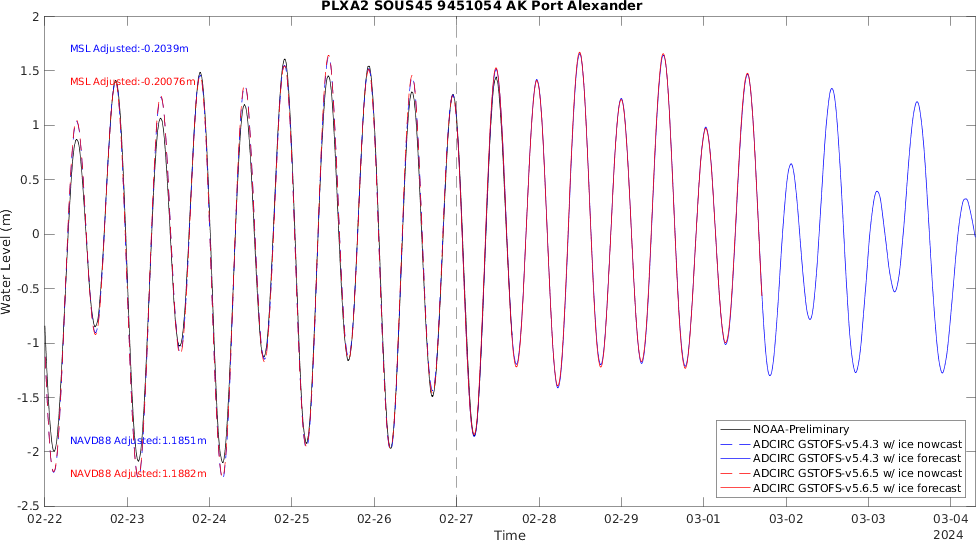 PLXA2 SOUS45 9451054 AK Port Alexander
Water Level (m)
2
1.5
1
0.5
0
-0.5
-1
-1.5
-2
-2.5
MSL Adjusted:-0.2039m
MSL Adjusted:-0.20076m
NAVD88 Adjusted:1.1851m
NAVD88 Adjusted:1.1882m
NOAA-Preliminary
ADCIRC GSTOFS-v5.4.3 w/ ice nowcast
ADCIRC GSTOFS-v5.4.3 w/ ice forecast
ADCIRC GSTOFS-v5.6.5 w/ ice nowcast
ADCIRC GSTOFS-v5.6.5 w/ ice forecast
02-22 02-23 02-24 02-25 02-26 02-27 02-28 02-29 03-01 03-02 03-03 03-04
Time
2024